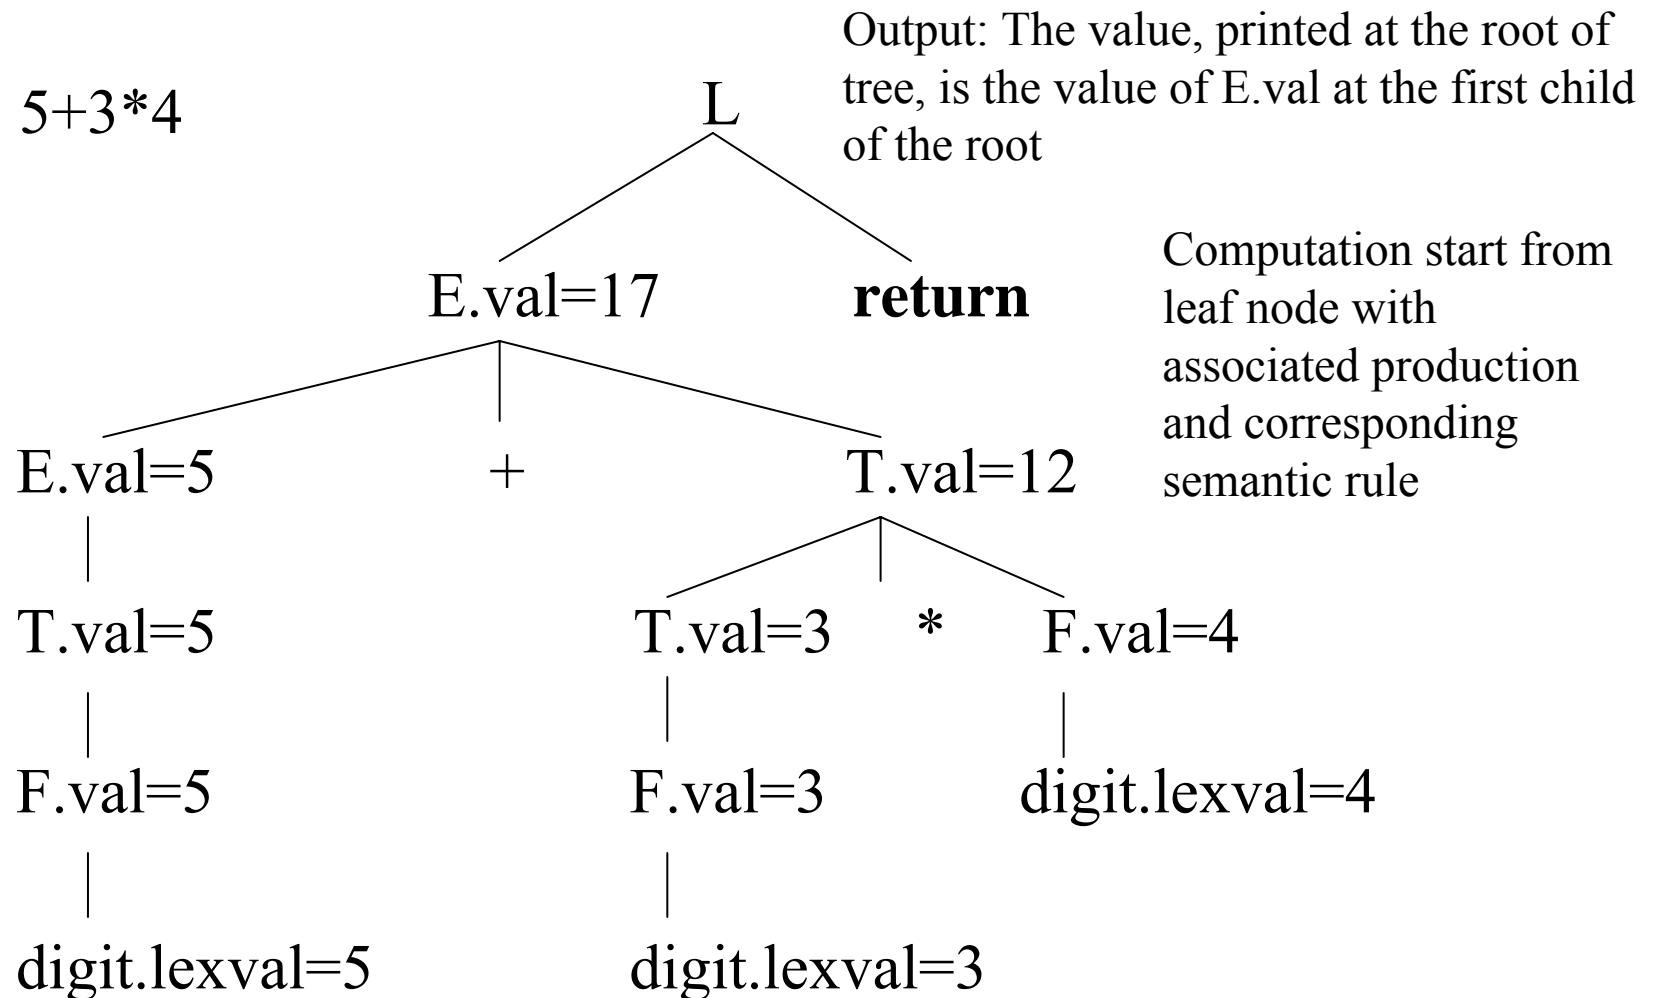 Output: The value, printed at the root of
tree, is the value of E.val at the first child
of the root
5+3*4
L
Computation start from
leaf node with
associated production
and corresponding
semantic rule
E.val=17 return
E.val=5 + T.val=12
T.val=5 T.val=3 * F.val=4
F.val=5 F.val=3 digit.lexval=4
digit.lexval=5 digit.lexval=3